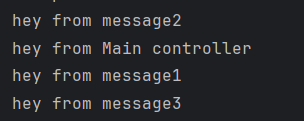 hey from message2
hey from Main controller
hey from message1
hey from message3